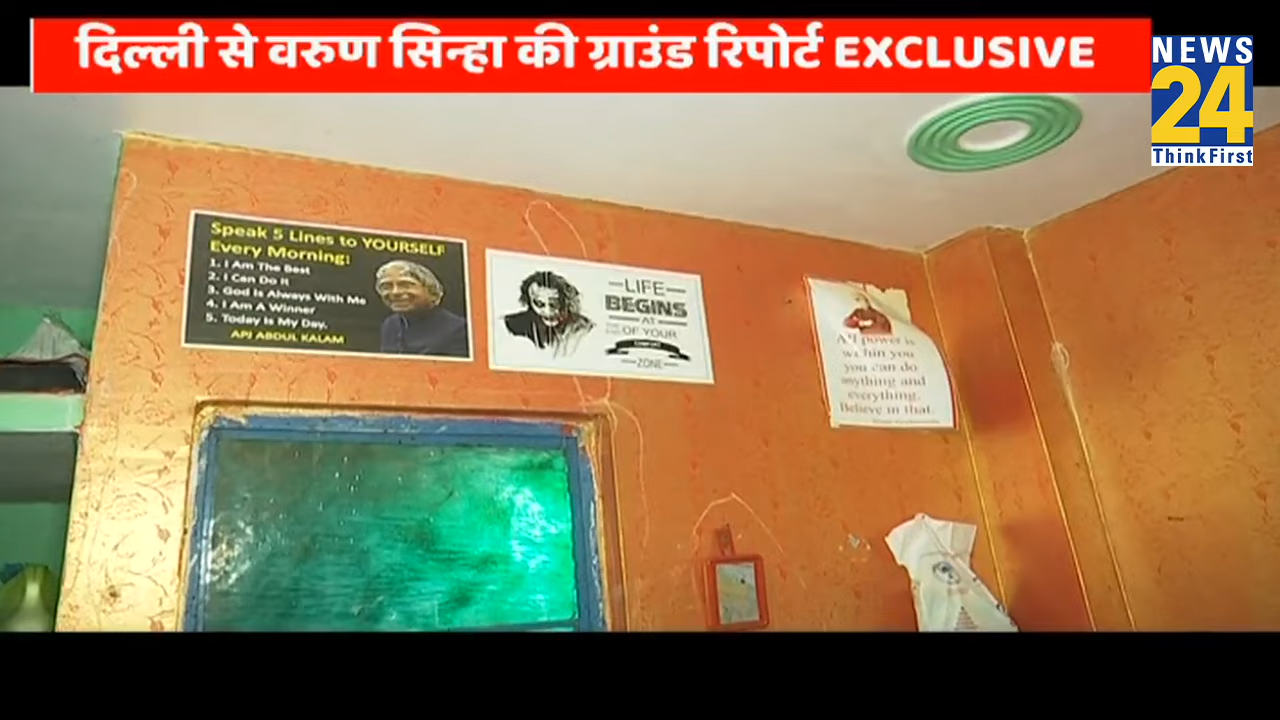 दिल्ली से वरुण सिन्हा की ग्राउंड रिपोर्ट EXCLUSIVE
NEWS
24
ThinkFirst
Speak 5 Lines to YOURSELF
Every Morning:
1. I Am The Best
2. I Can Do It
3. God Is Always With Me
4. I Am A Winner
5. Today Is My Day.
APJ ABDUL KALAM
LIFE
BEGINS
AT
OF YOUR
COMFORT
ZONE
All power is
within you
you can do
anything and
everything.
Believe in that.